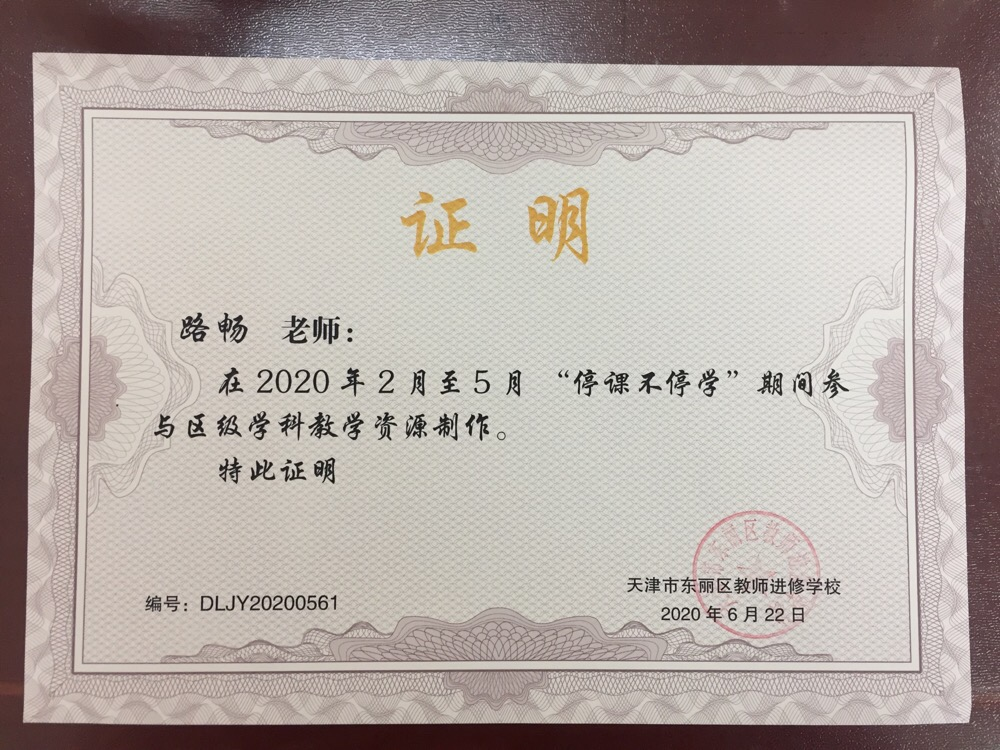 证明
路畅 老师：
在2020年2月至5月“停课不停学”期间参
与区级学科教学资源制作。
特此证明
天津市东丽区教师进修学校
编号：DLJY20200561
2020年6月22日